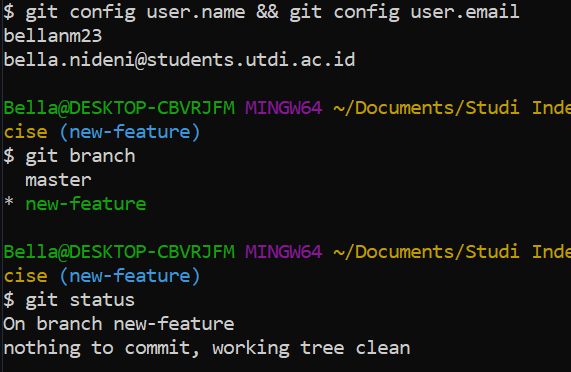 $ git config user.name && git config user.email
bellanm23
bella.nideni@students.utdi.ac.id
Bella@DESKTOP-CBVRJFM MINGW64 ~/Documents/Studi Inde
cise (new-feature)
$ git branch
master
* new-feature
Bella@DESKTOP-CBVRJFM MINGW64 ~/Documents/Studi Inde
cise (new-feature)
$ git status
On branch new-feature
nothing to commit, working tree clean